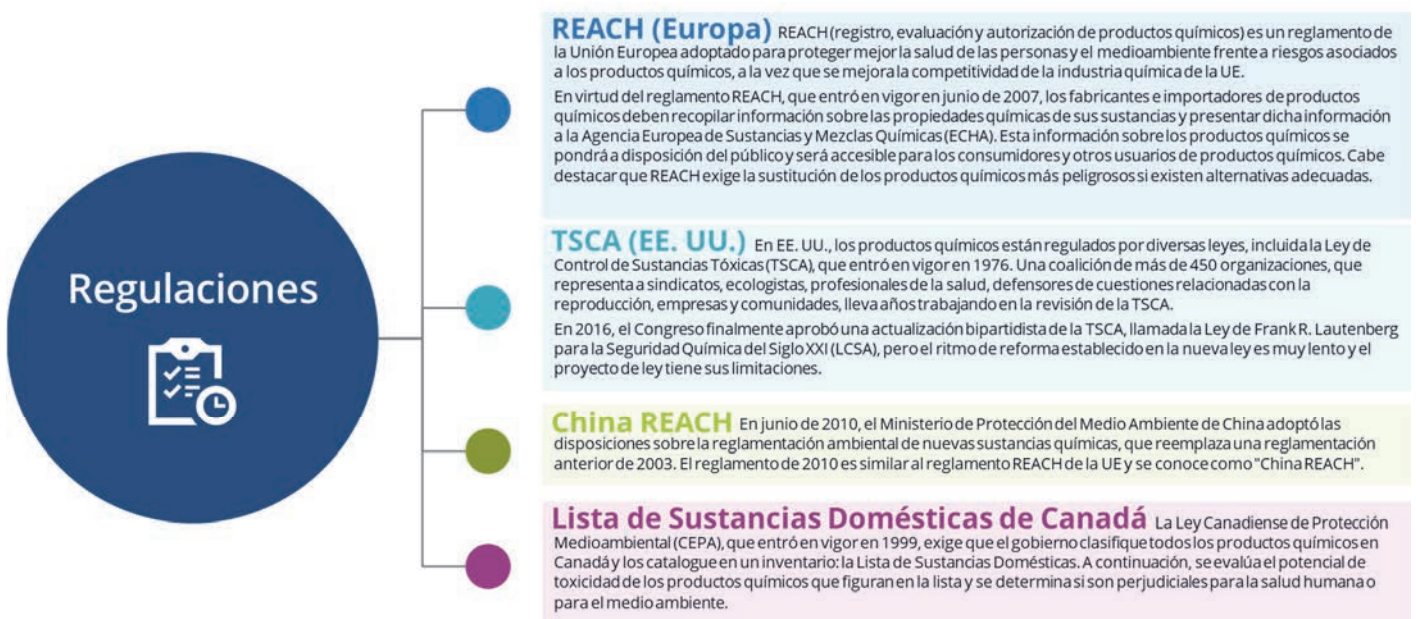 Regulaciones
REACH (Europa) REACH (registro, evaluación y autorización de productos químicos) es un reglamento de
la Unión Europea adoptado para proteger mejor la salud de las personas y el medioambiente frente a riesgos asociados
a los productos químicos, a la vez que se mejora la competitividad de la industria química de la UE.
En virtud del reglamento REACH, que entró en vigor en junio de 2007, los fabricantes e importadores de productos
químicos deben recopilar información sobre las propiedades químicas de sus sustancias y presentar dicha información
a la Agencia Europea de Sustancias y Mezclas Químicas (ECHA). Esta información sobre los productos químicos se
pondrá a disposición del público y será accesible para los consumidores y otros usuarios de productos químicos. Cabe
destacar que REACH exige la sustitución de los productos químicos más peligrosos si existen alternativas adecuadas.
TSCA (EE. UU.) En EE. UU., los productos químicos están regulados por diversas leyes, incluida la Ley de
Control de Sustancias Tóxicas (TSCA), que entró en vigor en 1976. Una coalición de más de 450 organizaciones, que
representa a sindicatos, ecologistas, profesionales de la salud, defensores de cuestiones relacionadas con la
reproducción, empresas y comunidades, lleva años trabajando en la revisión de la TSCA.
En 2016, el Congreso finalmente aprobó una actualización bipartidista de la TSCA, llamada la Ley de Frank R. Lautenberg
para la Seguridad Química del Siglo XXI (LCSA), pero el ritmo de reforma establecido en la nueva ley es muy lento y el
proyecto de ley tiene sus limitaciones.
China REACH En junio de 2010, el Ministerio de Protección del Medio Ambiente de China adoptó las
disposiciones sobre la reglamentación ambiental de nuevas sustancias químicas, que reemplaza una reglamentación
anterior de 2003. El reglamento de 2010 es similar al reglamento REACH de la UE y se conoce como "China REACH".
Lista de Sustancias Domésticas de Canadá La Ley Canadiense de Protección
Medioambiental (CEPA), que entró en vigor en 1999, exige que el gobierno clasifique todos los productos químicos en
Canadá y los catalogue en un inventario: la Lista de Sustancias Domésticas. A continuación, se evalúa el potencial de
toxicidad de los productos químicos que figuran en la lista y se determina si son perjudiciales para la salud humana o
para el medio ambiente.